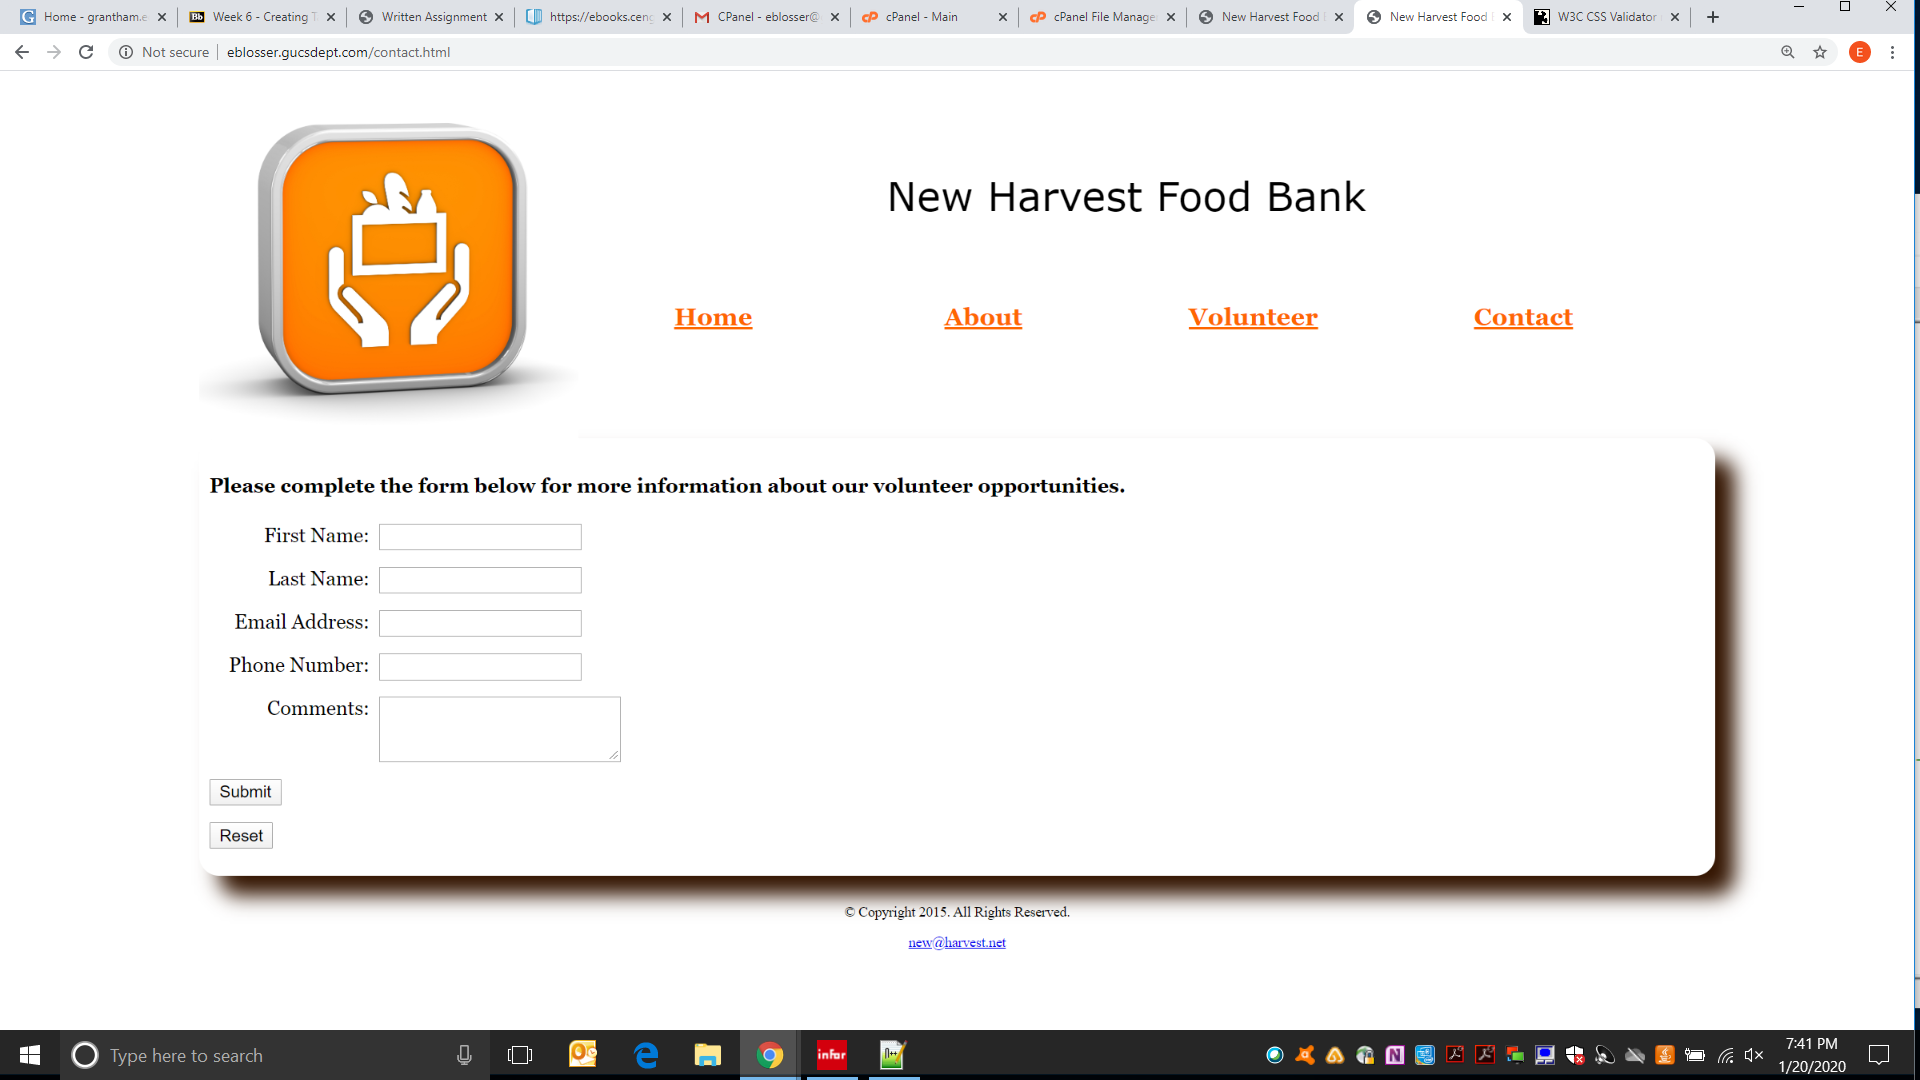 Home - grantham.e
Week 6 - Creating T
Written Assignment
https://ebooks.ceng
CPanel - eblosser@
cPanel - Main
cPanel File Manage
New Harvest Food
New Harvest Food
W3C CSS Validator
Not secure
eblosser.gucsdept.com/contact.html
E
New Harvest Food Bank
Home
About
Volunteer
Contact
Please complete the form below for more information about our volunteer opportunities.
First Name:
Last Name:
Email Address:
Phone Number:
Comments:
Submit
Reset
© Copyright 2015. All Rights Reserved.
new@harvest.net
Type here to search
infor
7:41 PM
1/20/2020